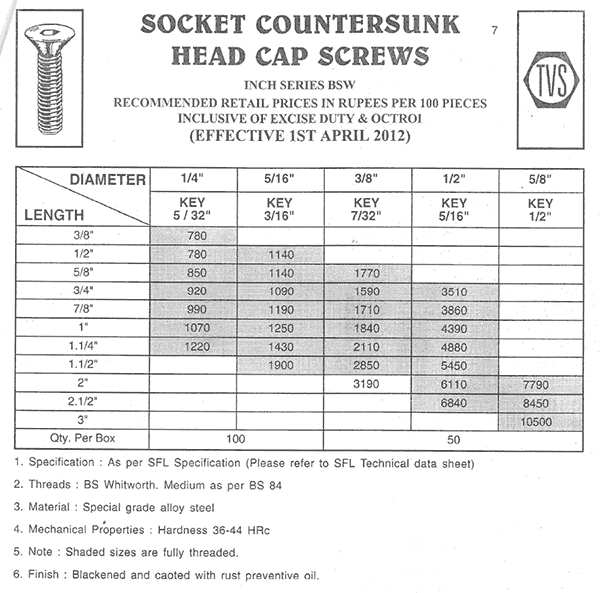 SOCKET COUNTERSUNK
7
HEAD CAP SCREWS
TVS
INCH SERIES BSW
RECOMMENDED RETAIL PRICES IN RUPEES PER 100 PIECES
INCLUSIVE OF EXCISE DUTY & OCTROI
(EFFECTIVE 1ST APRIL 2012)
DIAMETER 1/4" 5/16" 3/8" 1/2" 5/8"
LENGTH KEY 5 / 32" KEY 3/16" KEY 7/32" KEY 5/16" KEY 1/2"
3/8" 780
1/2" 780 1140
5/8" 850 1140 1770
3/4" 920 1090 1590 3510
7/8" 990 1190 1710 3860
1" 1070 1250 1840 4390
1.1/4" 1220 1430 2110 4880
1.1/2" 1900 2850 5450
2" 3190 6110 7790
2.1/2" 6840 8450
3" 10500
Qty. Per Box 100 50
1. Specification : As per SFL Specification (Please refer to SFL Technical data sheet)
2. Threads : BS Whitworth. Medium as per BS 84
3. Material : Special grade alloy steel
4. Mechanical Properties : Hardness 36-44 HRc
5. Note : Shaded sizes are fully threaded.
6. Finish : Blackened and caoted with rust preventive oil.